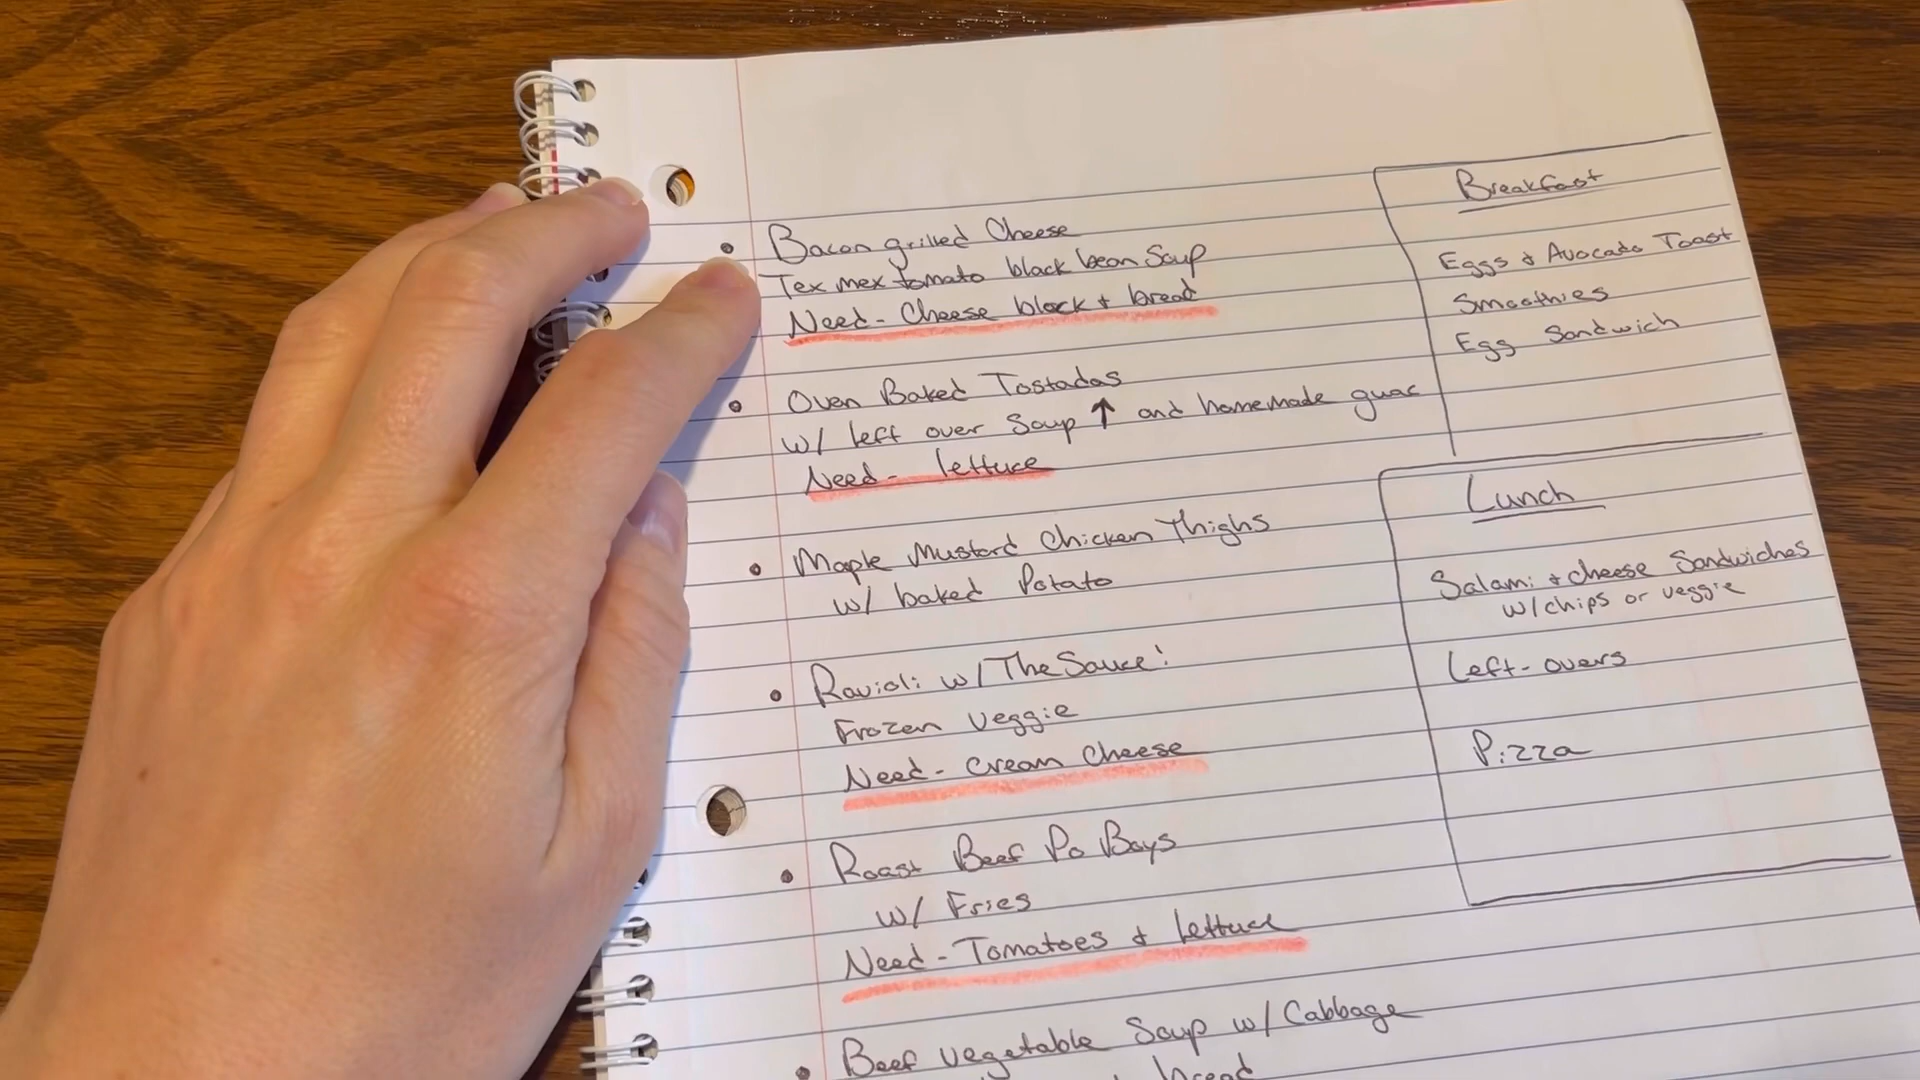 Bacon grilled Cheese
Tex mex tomato black bean Soup
Need - Cheese block & bread
Oven Baked Tostadas
w/ left over Soup ↑ and homemade guac
Need - lettuce
Maple Mustard Chicken Thighs
w/ baked Potato
Ravioli w/ The Sauce!
Frozen veggie
Need - Cream Cheese
Roast Beef Po Boys
w/ Fries
Need - Tomatoes & lettuce
Beef vegetable Soup w/ Cabbage
bread
Breakfast
Eggs & Avocado Toast
Smoothies
Egg Sandwich
Lunch
Salami & cheese Sandwiches
w/ chips or veggie
Left-overs
Pizza